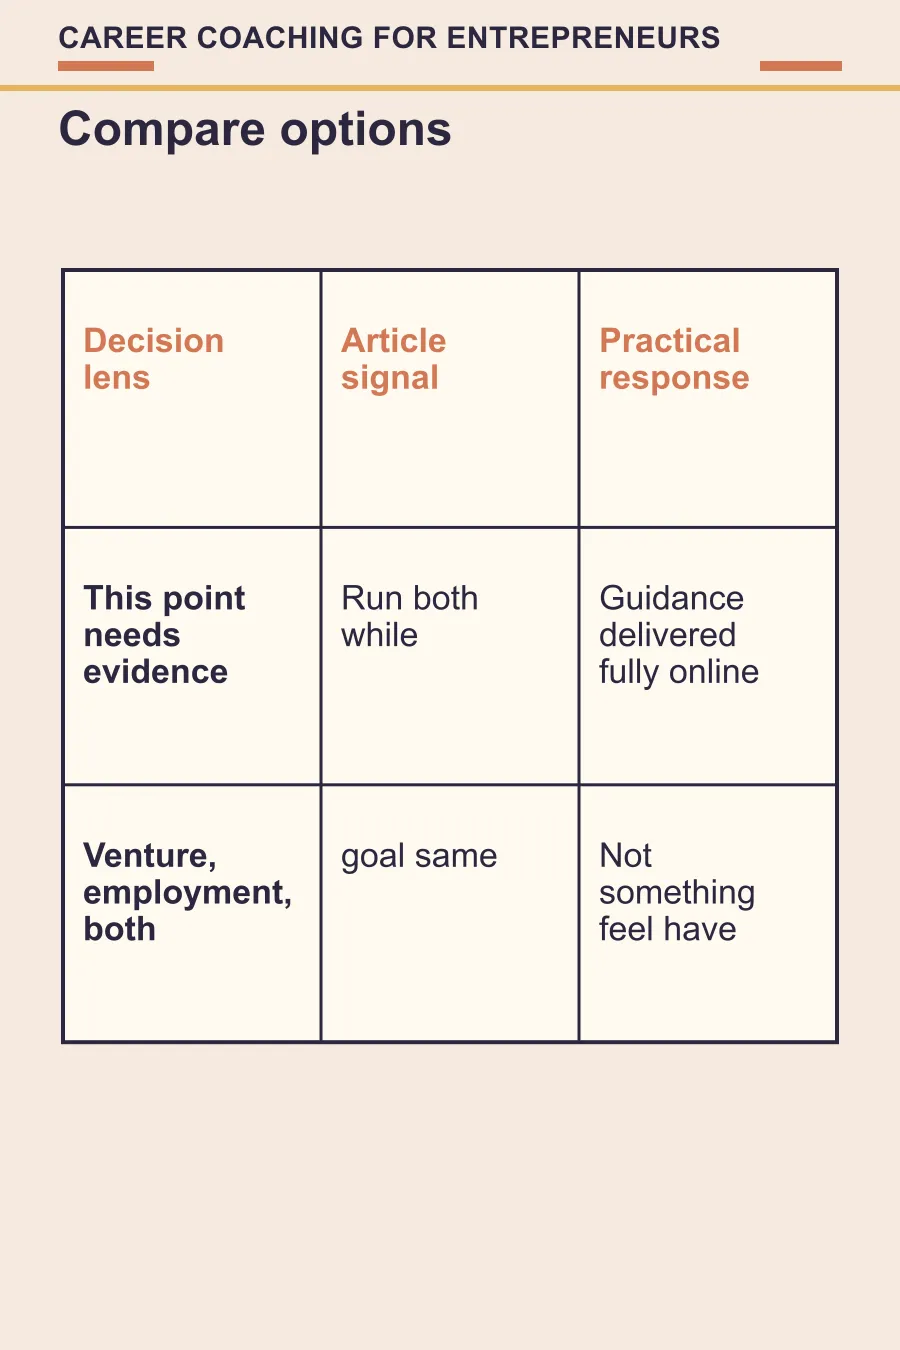 CAREER COACHING FOR ENTREPRENEURS
Compare options
Decision
lens
Article
signal
Practical
response
This point
needs
evidence
Run both
while
Guidance
delivered
fully online
Venture,
employment,
both
goal same
Not
something
feel have